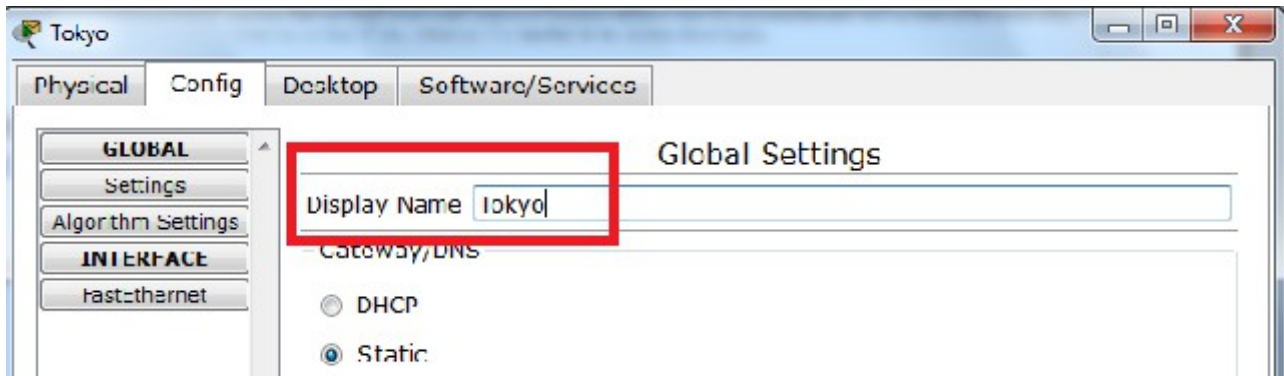 Tokyo
Physical Config Desktop Software/Services
GLOBAL
Settings
Algorithm Settings
INTERFACE
FastEthernet
Global Settings
Display Name Tokyo
Gateway/DNS
DHCP
Static